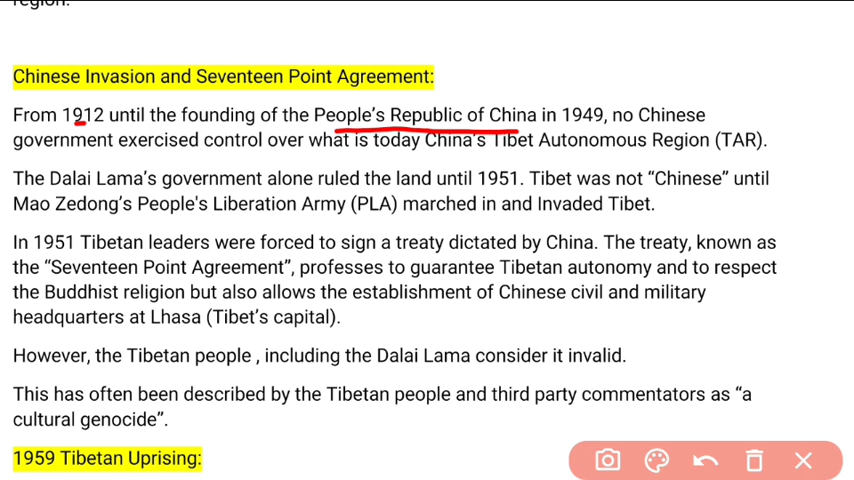 region.
Chinese Invasion and Seventeen Point Agreement:
From 1912 until the founding of the People's Republic of China in 1949, no Chinese
government exercised control over what is today China's Tibet Autonomous Region (TAR).
The Dalai Lama's government alone ruled the land until 1951. Tibet was not “Chinese” until
Mao Zedong's People's Liberation Army (PLA) marched in and Invaded Tibet.
In 1951 Tibetan leaders were forced to sign a treaty dictated by China. The treaty, known as
the “Seventeen Point Agreement”, professes to guarantee Tibetan autonomy and to respect
the Buddhist religion but also allows the establishment of Chinese civil and military
headquarters at Lhasa (Tibet's capital).
However, the Tibetan people , including the Dalai Lama consider it invalid.
This has often been described by the Tibetan people and third party commentators as “a
cultural genocide”.
1959 Tibetan Uprising: